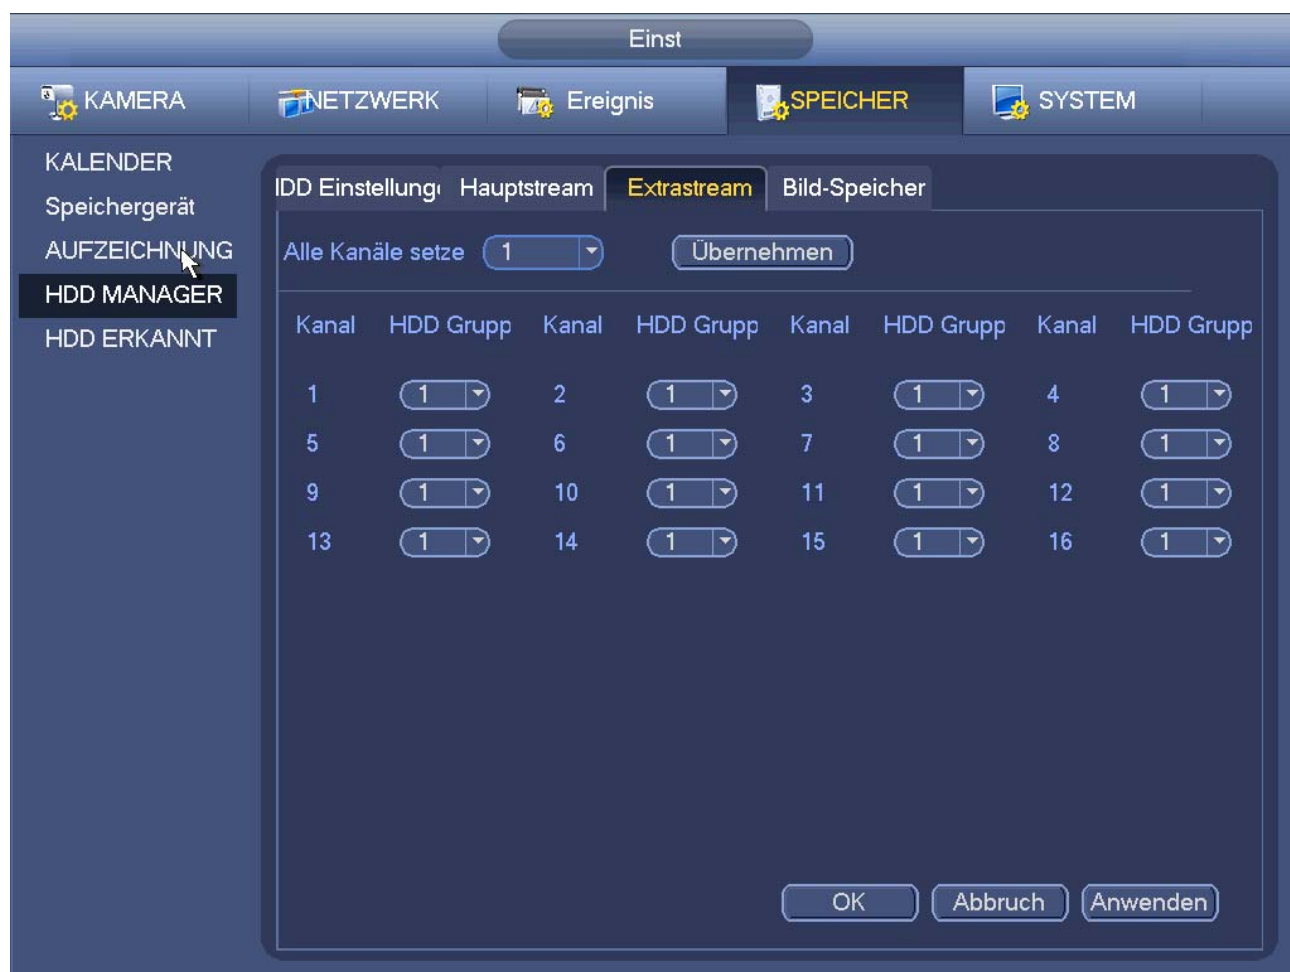 Einst
KAMERA NETZWERK Ereignis SPEICHER SYSTEM
KALENDER
Speichergerät
AUFZEICHNUNG
HDD MANAGER
HDD ERKANNT
IDD Einstellung Hauptstream Extrastream Bild-Speicher
Alle Kanäle setze 1 Übernehmen
Kanal HDD Grupp Kanal HDD Grupp Kanal HDD Grupp Kanal HDD Grupp
1 1 2 1 3 1 4 1
5 1 6 1 7 1 8 1
9 1 10 1 11 1 12 1
13 1 14 1 15 1 16 1
OK Abbruch Anwenden